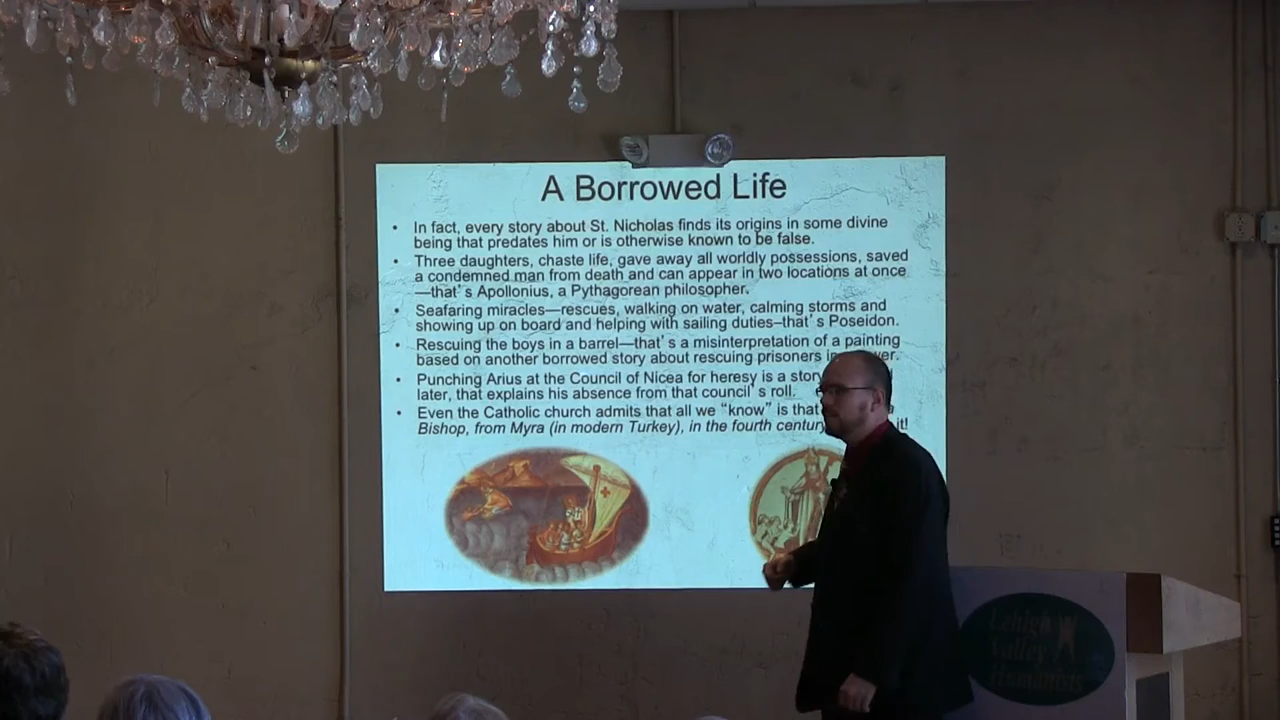 A Borrowed Life
• In fact, every story about St. Nicholas finds its origins in some divine
being that predates him or is otherwise known to be false.
• Three daughters, chaste life, gave away all worldly possessions, saved
a condemned man from death and can appear in two locations at once
—that's Apollonius, a Pythagorean philosopher.
• Seafaring miracles—rescues, walking on water, calming storms and
showing up on board and helping with sailing duties–that's Poseidon.
• Rescuing the boys in a barrel—that's a misinterpretation of a painting
based on another borrowed story about rescuing prisoners in
• Punching Arius at the Council of Nicea for heresy is a story
later, that explains his absence from that council's roll.
• Even the Catholic church admits that all we “know” is that a
Bishop, from Myra (in modern Turkey), in the fourth century it!
Lehigh
Valley
Humanists